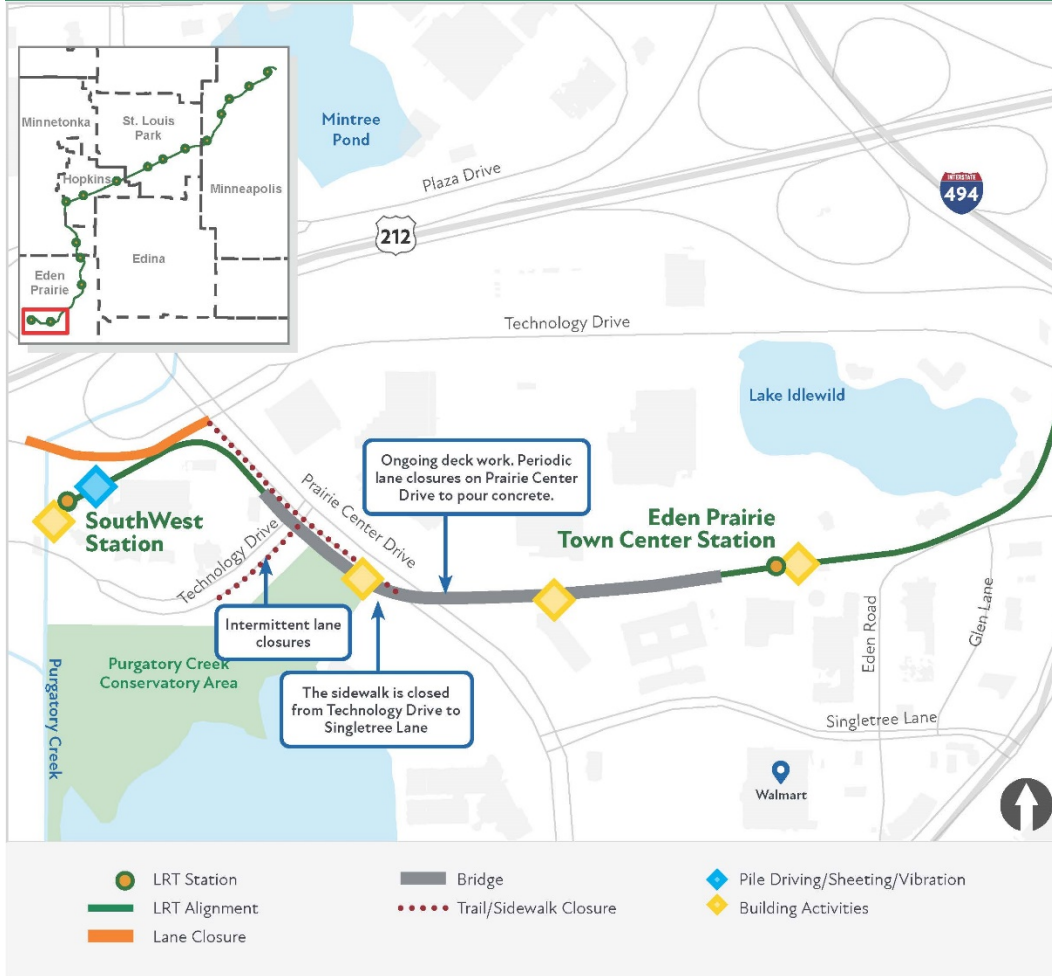 Minnetonka
St. Louis
Park
Hopkins
Minneapolis
Edina
Eden
Prairie
Mintree
Pond
Plaza Drive
INTERSTATE
494
212
Technology Drive
Lake Idlewild
Ongoing deck work. Periodic
lane closures on Prairie Center
Drive to pour concrete.
Prairie Center Drive
SouthWest
Station
Eden Prairie
Town Center Station
Technology Drive
Intermittent lane
closures
Purgatory Creek
Conservatory Area
The sidewalk is closed
from Technology Drive to
Singletree Lane
Purgatory Creek
Eden Road
Glen Lane
Singletree Lane
Walmart
LRT Station
LRT Alignment
Lane Closure
Bridge
Trail/Sidewalk Closure
Pile Driving/Sheeting/Vibration
Building Activities